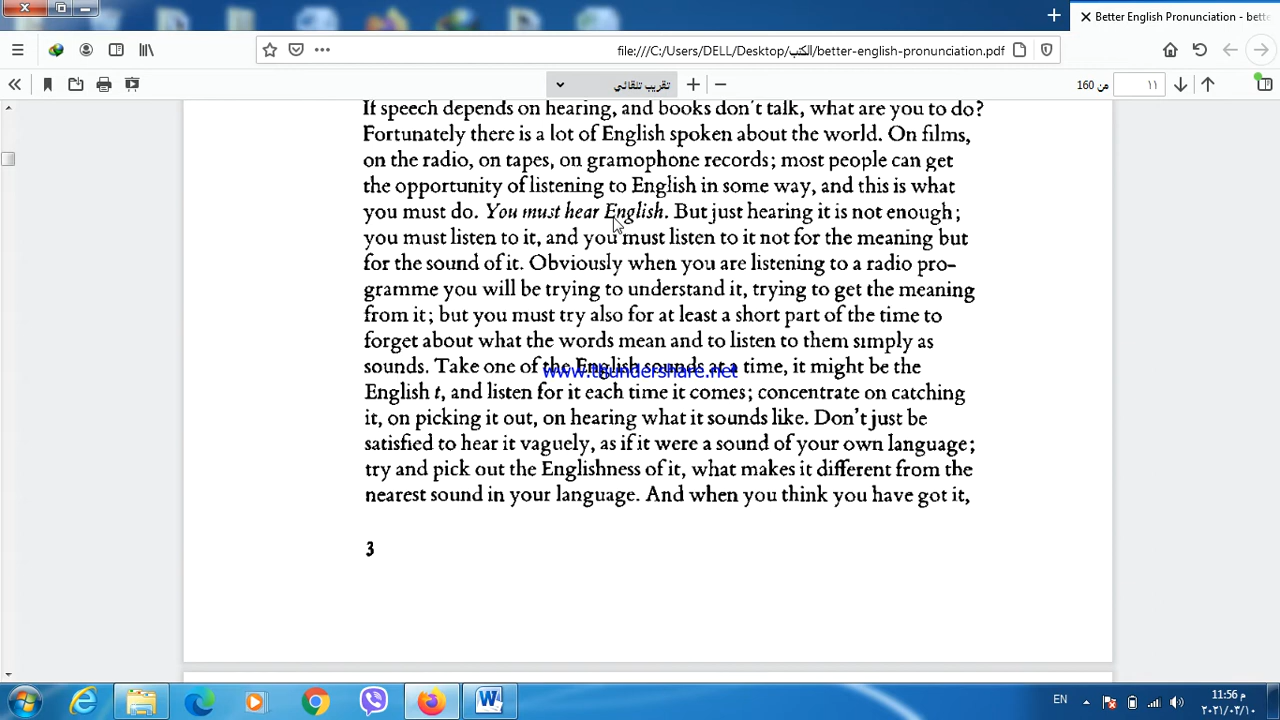 Better English Pronunciation - bette
file:///C:/Users/DELL/Desktop/الكتب/better-english-pronunciation.pdf
تقريب تلقائي
من 160
١١
If speech depends on hearing, and books don't talk, what are you to do?
Fortunately there is a lot of English spoken about the world. On films,
on the radio, on tapes, on gramophone records; most people can get
the opportunity of listening to English in some way, and this is what
you must do. You must hear English. But just hearing it is not enough;
you must listen to it, and you must listen to it not for the meaning but
for the sound of it. Obviously when you are listening to a radio pro-
gramme you will be trying to understand it, trying to get the meaning
from it; but you must try also for at least a short part of the time to
forget about what the words mean and to listen to them simply as
sounds. Take one of the English sounds at a time, it might be the
www.thundershare.net
English t, and listen for it each time it comes; concentrate on catching
it, on picking it out, on hearing what it sounds like. Don't just be
satisfied to hear it vaguely, as if it were a sound of your own language;
try and pick out the Englishness of it, what makes it different from the
nearest sound in your language. And when you think you have got it,
3
EN
11:56 م
٢٠٢١/٠٣/١٠